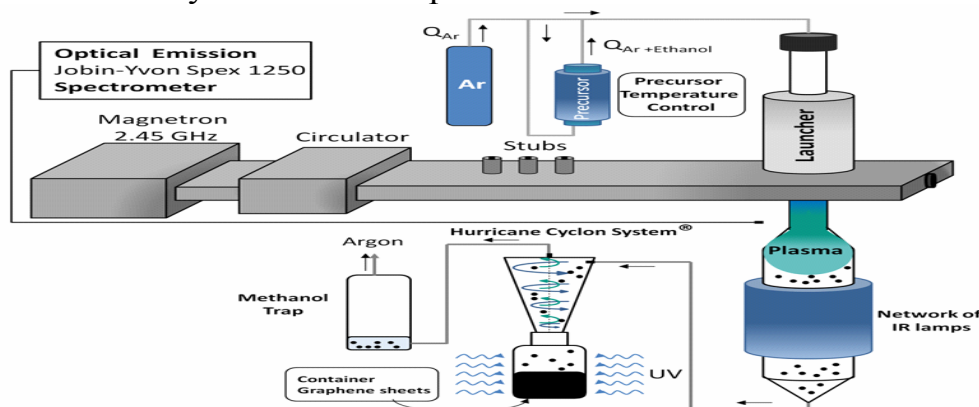 Optical Emission
Jobin-Yvon Spex 1250
Spectrometer
Q_Ar
Ar
Precursor
Q_Ar +Ethanol
Precursor
Temperature
Control
Launcher
Magnetron
2.45 GHz
Circulator
Stubs
Hurricane Cyclon System®
Argon
Methanol
Trap
Plasma
Network of
IR lamps
UV
Container
Graphene sheets